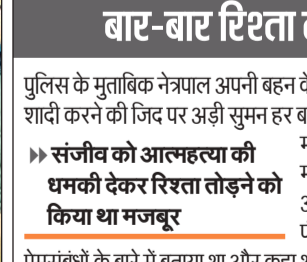 बार-बार रिश्ता
पुलिस के मुताबिक नेत्रपाल अपनी बहन
शादी करने की जिद पर अड़ी सुमन हर
संजीव को आत्महत्या की
धमकी देकर रिश्ता तोड़ने को
किया था मजबूर